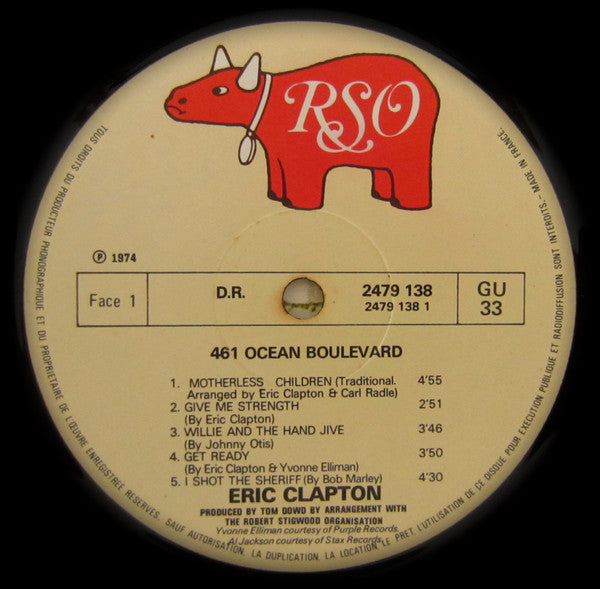 RSO
℗ 1974
Face 1
D.R.
2479 138
2479 138 1
GU
33
461 OCEAN BOULEVARD
1. MOTHERLESS CHILDREN (Traditional. 4'55
Arranged by Eric Clapton & Carl Radle)
2. GIVE ME STRENGTH 2'51
(By Eric Clapton)
3. WILLIE AND THE HAND JIVE 3'46
(By Johnny Otis)
4. GET READY 3'50
(By Eric Clapton & Yvonne Elliman)
5. I SHOT THE SHERIFF (By Bob Marley) 4'30
ERIC CLAPTON
PRODUCED BY TOM DOWD BY ARRANGEMENT WITH
THE ROBERT STIGWOOD ORGANISATION
Yvonne Elliman courtesy of Purple Records.
Al Jackson courtesy of Stax Records.
TOUS DROITS DU PRODUCTEUR PHONOGRAPHIQUE ET DU PROPRIETAIRE DE L'ŒUVRE ENREGISTREE RESERVES. SAUF AUTORISATION, LA DUPLICATION, LA LOCATION, LE PRET, L'UTILISATION DE CE DISQUE POUR EXECUTION PUBLIQUE ET RADIODIFFUSION SONT INTERDITS. - MADE IN FRANCE.